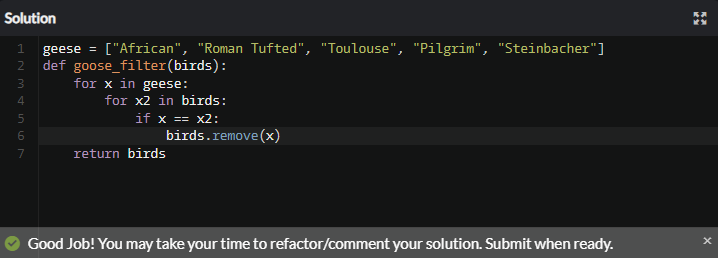 Solution
1 geese = ["African", "Roman Tufted", "Toulouse", "Pilgrim", "Steinbacher"]
2 def goose_filter(birds):
3     for x in geese:
4         for x2 in birds:
5             if x == x2:
6                 birds.remove(x)
7     return birds
Good Job! You may take your time to refactor/comment your solution. Submit when ready.